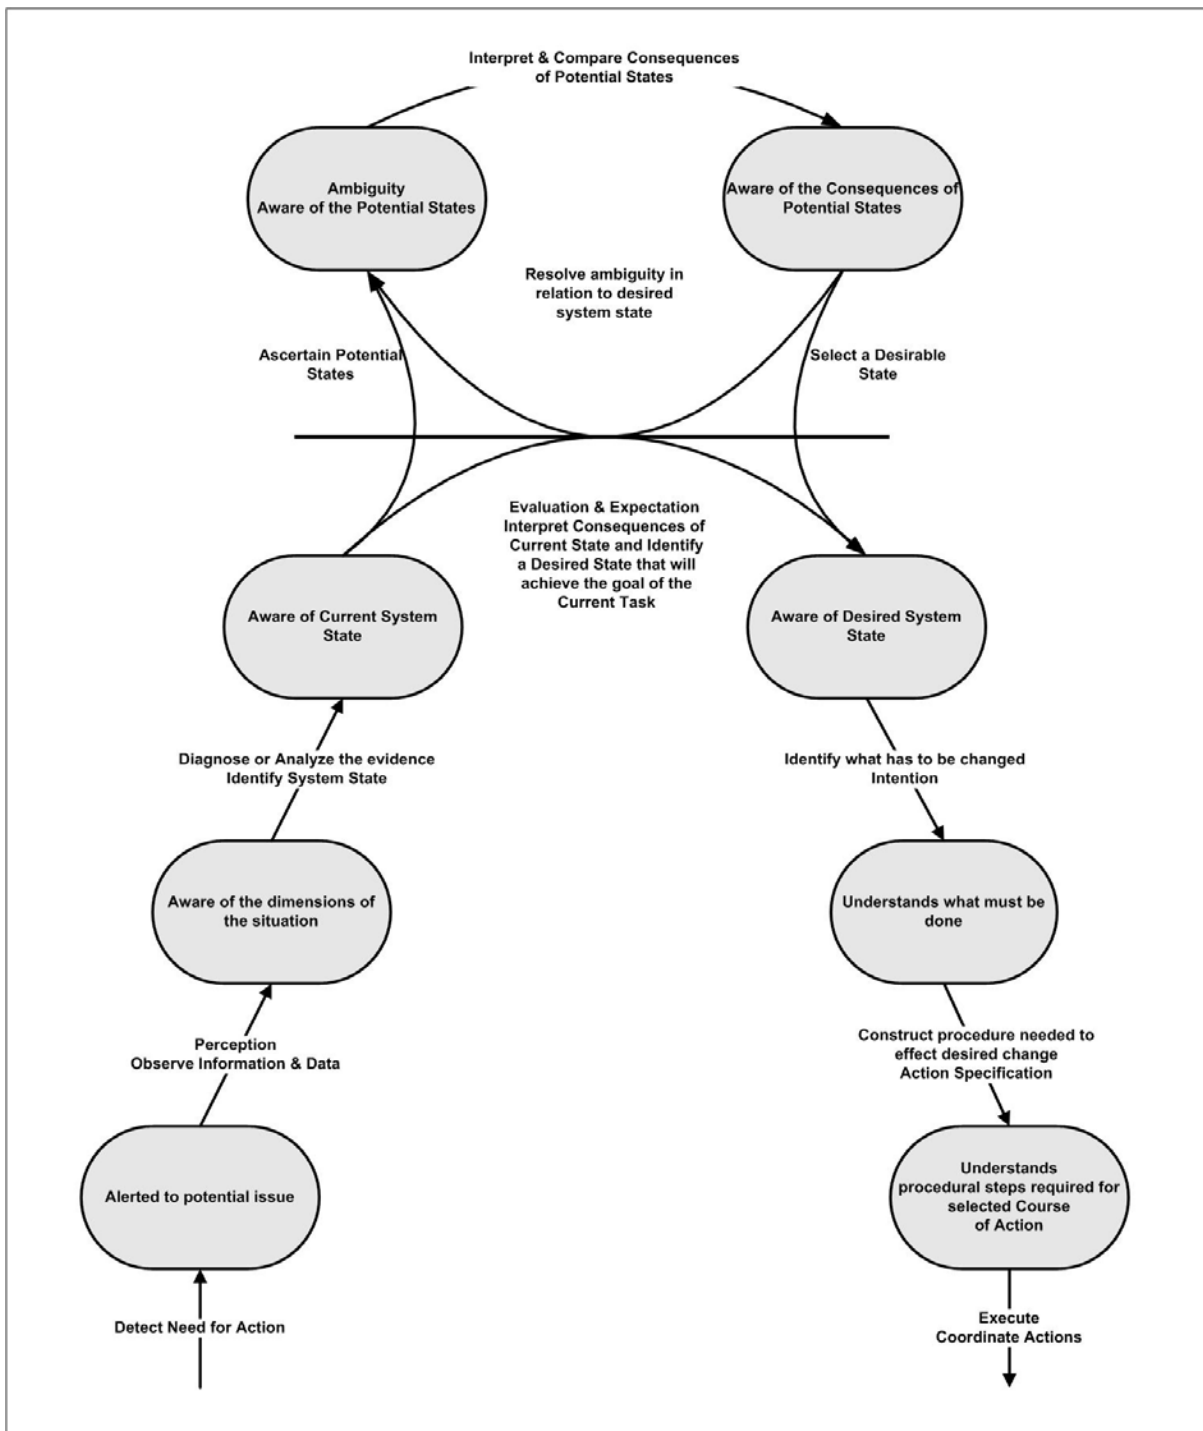 Interpret & Compare Consequences
of Potential States
Ambiguity
Aware of the Potential States
Aware of the Consequences of
Potential States
Resolve ambiguity in
relation to desired
system state
Ascertain Potential
States
Select a Desirable
State
Evaluation & Expectation
Interpret Consequences of
Current State and Identify
a Desired State that will
achieve the goal of the
Current Task
Aware of Current System
State
Aware of Desired System
State
Diagnose or Analyze the evidence
Identify System State
Identify what has to be changed
Intention
Aware of the dimensions of
the situation
Understands what must be
done
Perception
Observe Information & Data
Construct procedure needed to
effect desired change
Action Specification
Alerted to potential issue
Understands
procedural steps required for
selected Course
of Action
Detect Need for Action
Execute
Coordinate Actions